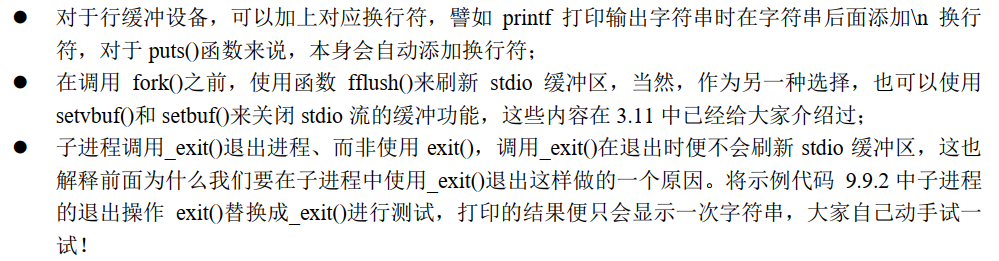 ● 对于行缓冲设备，可以加上对应换行符，譬如 printf 打印输出字符串时在字符串后面添加\n 换行
符，对于 puts()函数来说，本身会自动添加换行符；
● 在调用 fork()之前，使用函数 fflush()来刷新 stdio 缓冲区，当然，作为另一种选择，也可以使用
setvbuf()和 setbuf()来关闭 stdio 流的缓冲功能，这些内容在 3.11 中已经给大家介绍过；
● 子进程调用_exit()退出进程、而非使用 exit()，调用_exit()在退出时便不会刷新 stdio 缓冲区，这也
解释前面为什么我们要在子进程中使用_exit()退出这样做的一个原因。将示例代码 9.9.2 中子进程
的退出操作 exit()替换成_exit()进行测试，打印的结果便只会显示一次字符串，大家自己动手试一
试！